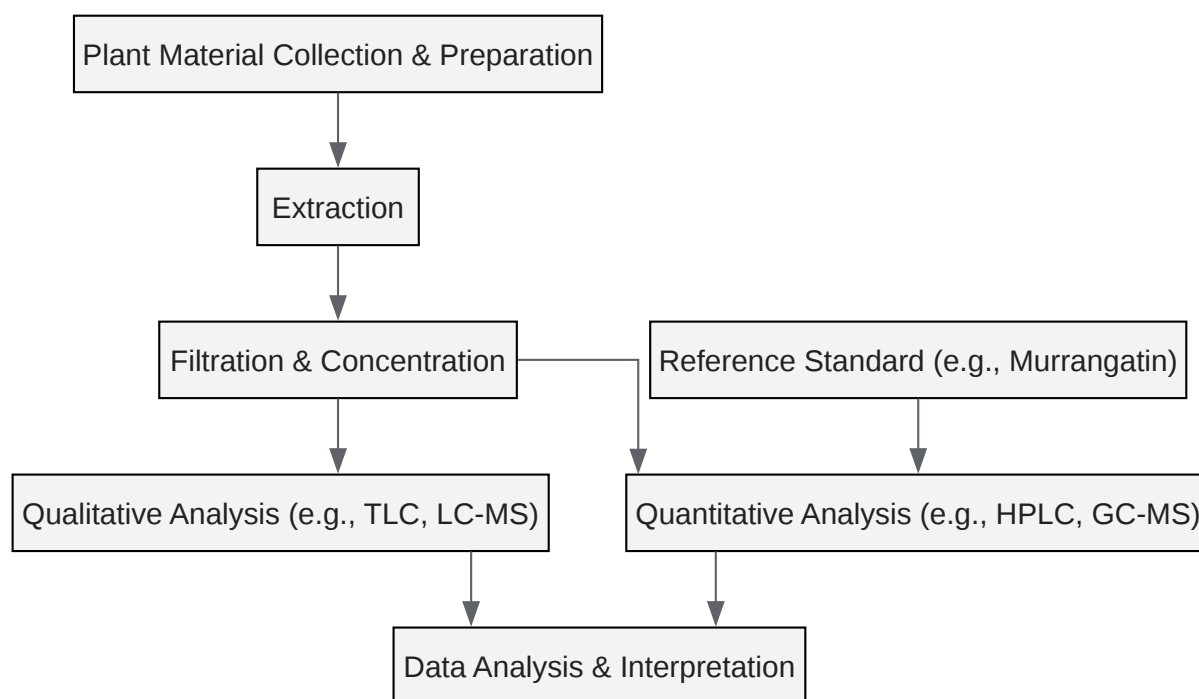 Plant Material Collection & Preparation
Extraction
Filtration & Concentration
Reference Standard (e.g., Murrangatin)
Qualitative Analysis (e.g., TLC, LC-MS)
Quantitative Analysis (e.g., HPLC, GC-MS)
Data Analysis & Interpretation